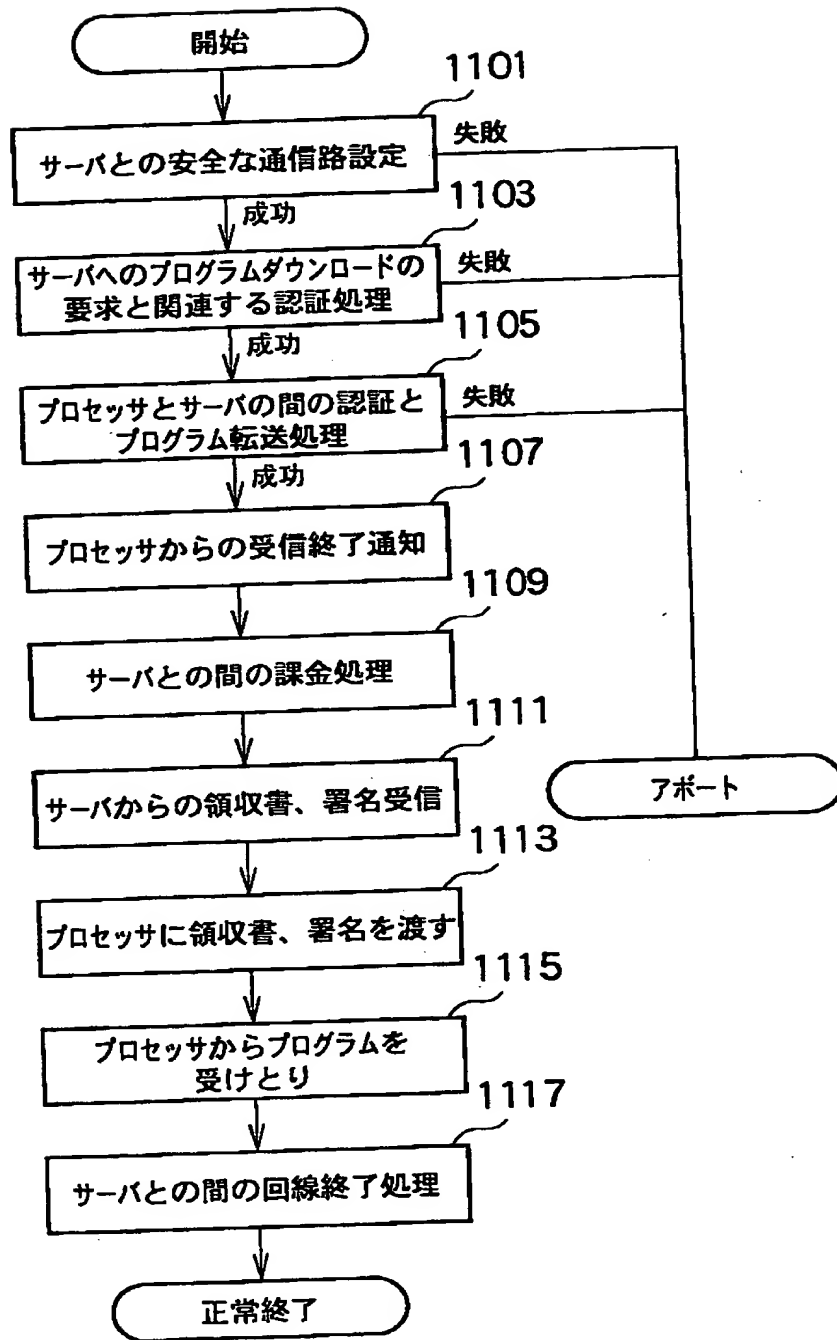 開始
1101
サーバとの安全な通信路設定
失敗
成功
1103
サーバへのプログラムダウンロードの
要求と関連する認証処理
失敗
成功
1105
プロセッサとサーバの間の認証と
プログラム転送処理
失敗
成功
1107
プロセッサからの受信終了通知
1109
サーバとの間の課金処理
1111
サーバからの領収書、署名受信
アボート
1113
プロセッサに領収書、署名を渡す
1115
プロセッサからプログラムを
受けとり
1117
サーバとの間の回線終了処理
正常終了